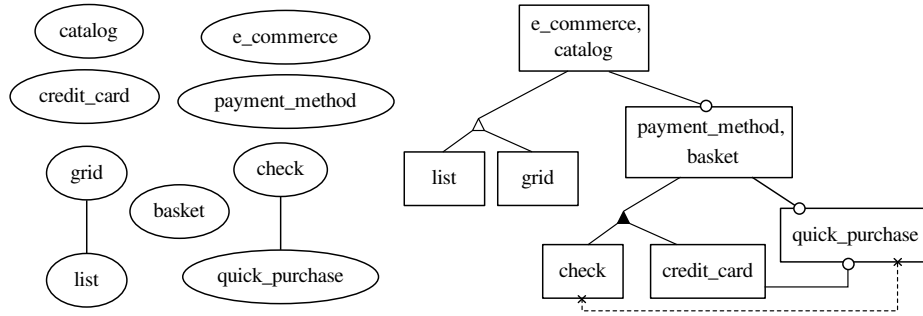 catalog
e_commerce
credit_card
payment_method
grid
check
basket
list
quick_purchase
e_commerce,
catalog
payment_method,
basket
list
grid
quick_purchase
check
credit_card